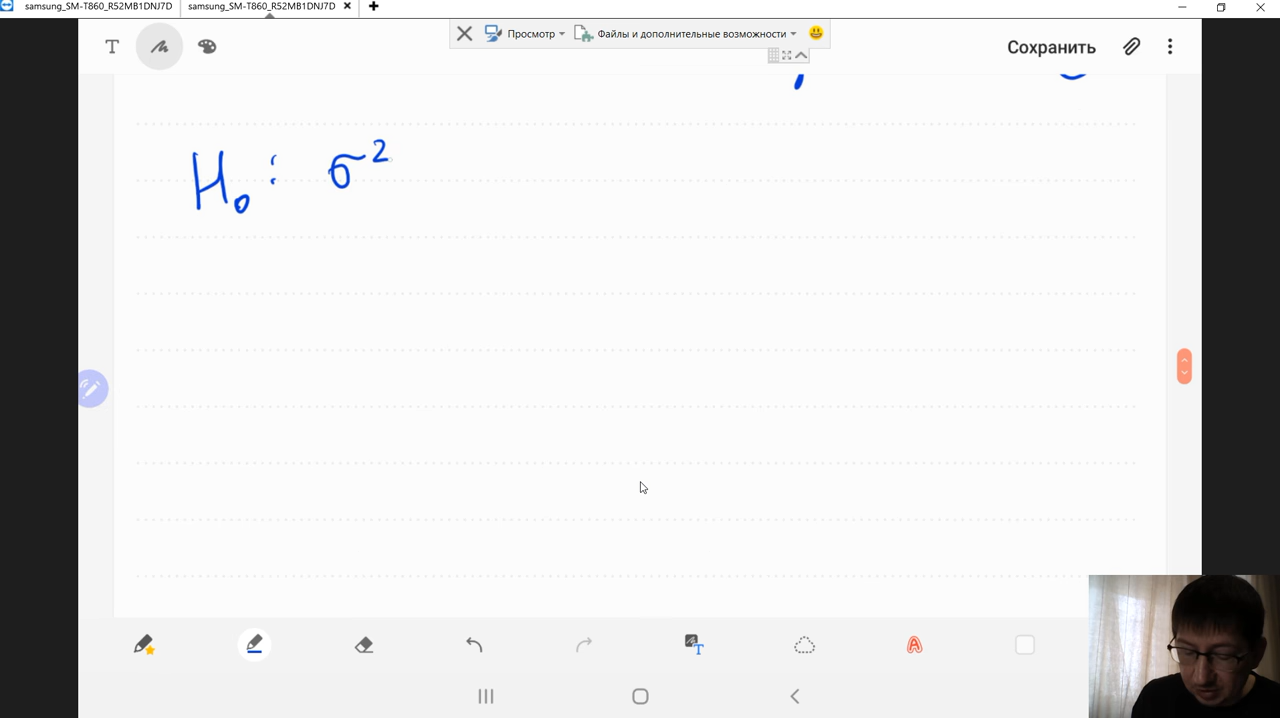 samsung_SM-T860_R52MB1DNJ7D samsung_SM-T860_R52MB1DNJ7D
Просмотр Файлы и дополнительные возможности
T Сохранить
H₀: σ²
T A